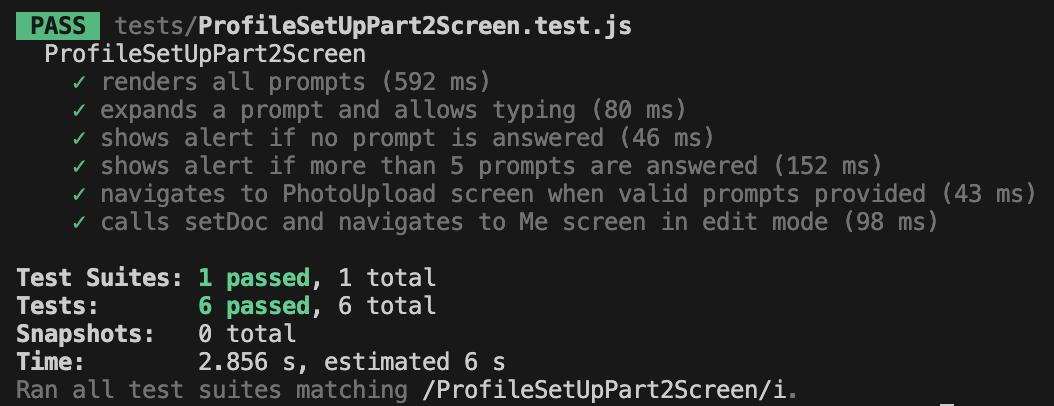 PASS tests/ProfileSetUpPart2Screen.test.js
ProfileSetUpPart2Screen
✓ renders all prompts (592 ms)
✓ expands a prompt and allows typing (80 ms)
✓ shows alert if no prompt is answered (46 ms)
✓ shows alert if more than 5 prompts are answered (152 ms)
✓ navigates to PhotoUpload screen when valid prompts provided (43 ms)
✓ calls setDoc and navigates to Me screen in edit mode (98 ms)
Test Suites: 1 passed, 1 total
Tests: 6 passed, 6 total
Snapshots: 0 total
Time: 2.856 s, estimated 6 s
Ran all test suites matching /ProfileSetUpPart2Screen/i.